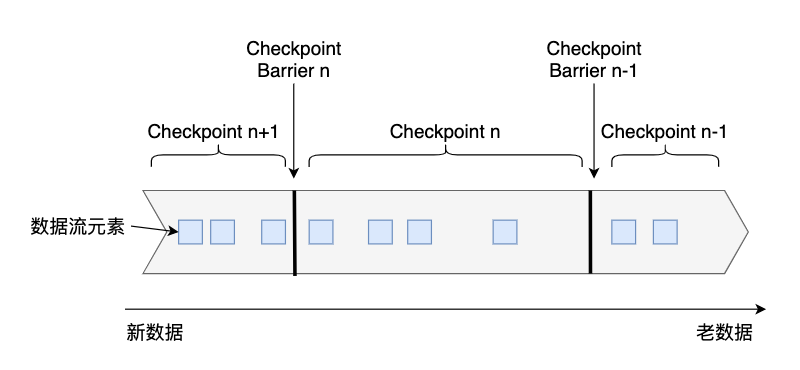 Checkpoint
Barrier n
Checkpoint
Barrier n-1
Checkpoint n+1
Checkpoint n
Checkpoint n-1
数据流元素
新数据
老数据